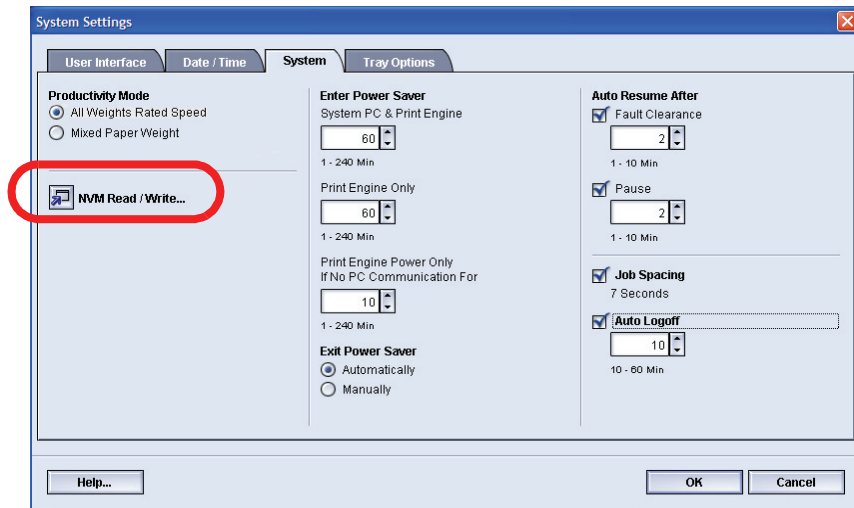 System Settings
User Interface
Date / Time
System
Tray Options
Productivity Mode
All Weights Rated Speed
Mixed Paper Weight
NVM Read / Write...
Enter Power Saver
System PC & Print Engine
60
1 - 240 Min
Print Engine Only
60
1 - 240 Min
Print Engine Power Only
If No PC Communication For
10
1 - 240 Min
Exit Power Saver
Automatically
Manually
Auto Resume After
Fault Clearance
2
1 - 10 Min
Pause
2
1 - 10 Min
Job Spacing
7 Seconds
Auto Logoff
10
10 - 60 Min
Help...
OK
Cancel